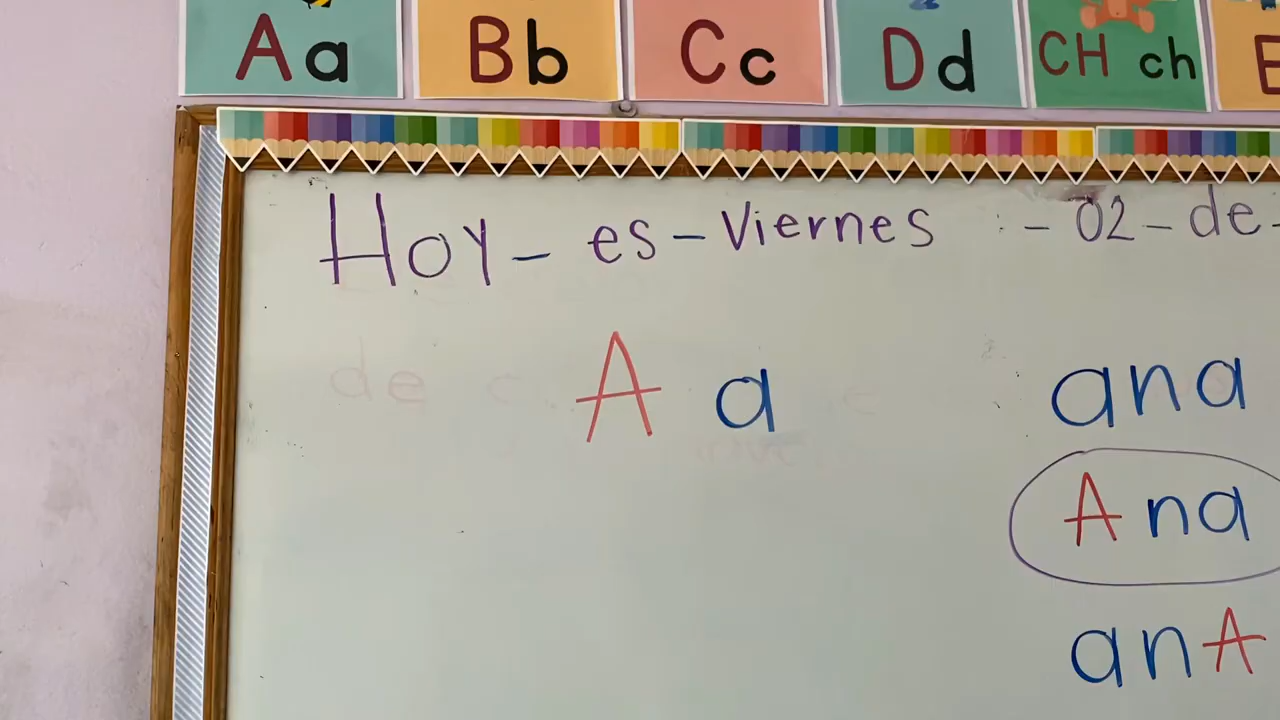 Aa Bb Cc Dd CH ch E
Hoy - es - Viernes : - 02 - de -
A a
ana
Ana
anA